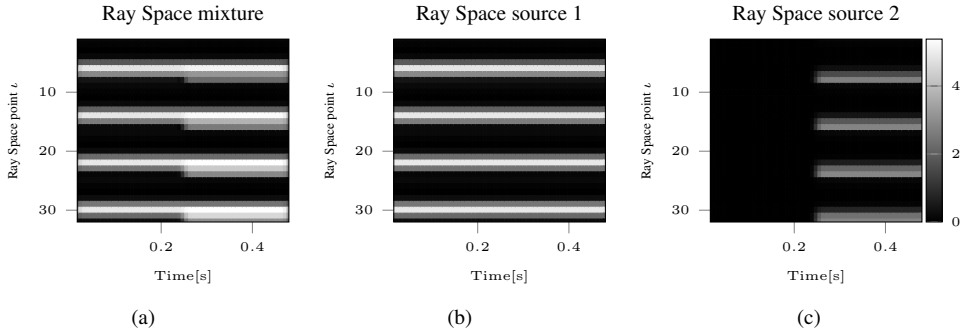 Ray Space mixture
Ray Space source 1
Ray Space source 2
Ray Space point ι
10
20
30
0.2
0.4
Time[s]
Ray Space point ι
10
20
30
0.2
0.4
Time[s]
Ray Space point ι
10
20
30
0.2
0.4
Time[s]
4
2
0
(a)
(b)
(c)